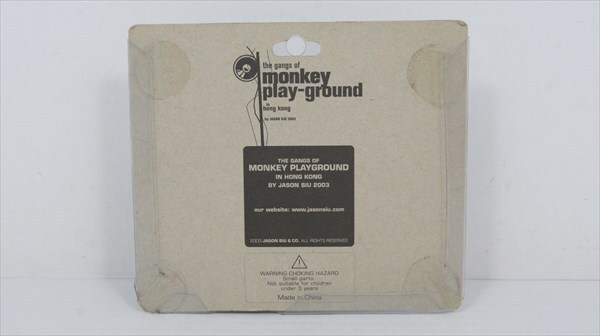 the gangs of
monkey
play-ground
in
hong kong
by JASON SIU 2003
THE GANGS OF
MONKEY PLAYGROUND
IN HONG KONG
BY JASON SIU 2003
our website: www.jasonsiu.com
2003 JASON SIU & CO. ALL RIGHTS RESERVED
WARNING CHOKING HAZARD
Small parts
Not suitable for children
under 5 years
Made in China